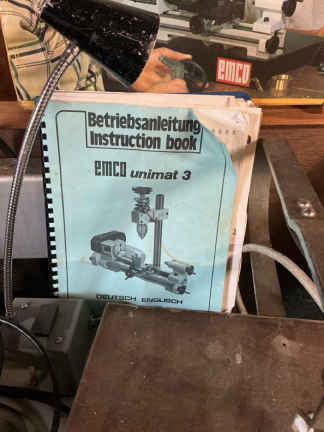 emco
Betriebsanleitung
Instruction book
emco unimat 3
DEUTSCH ENGLISCH